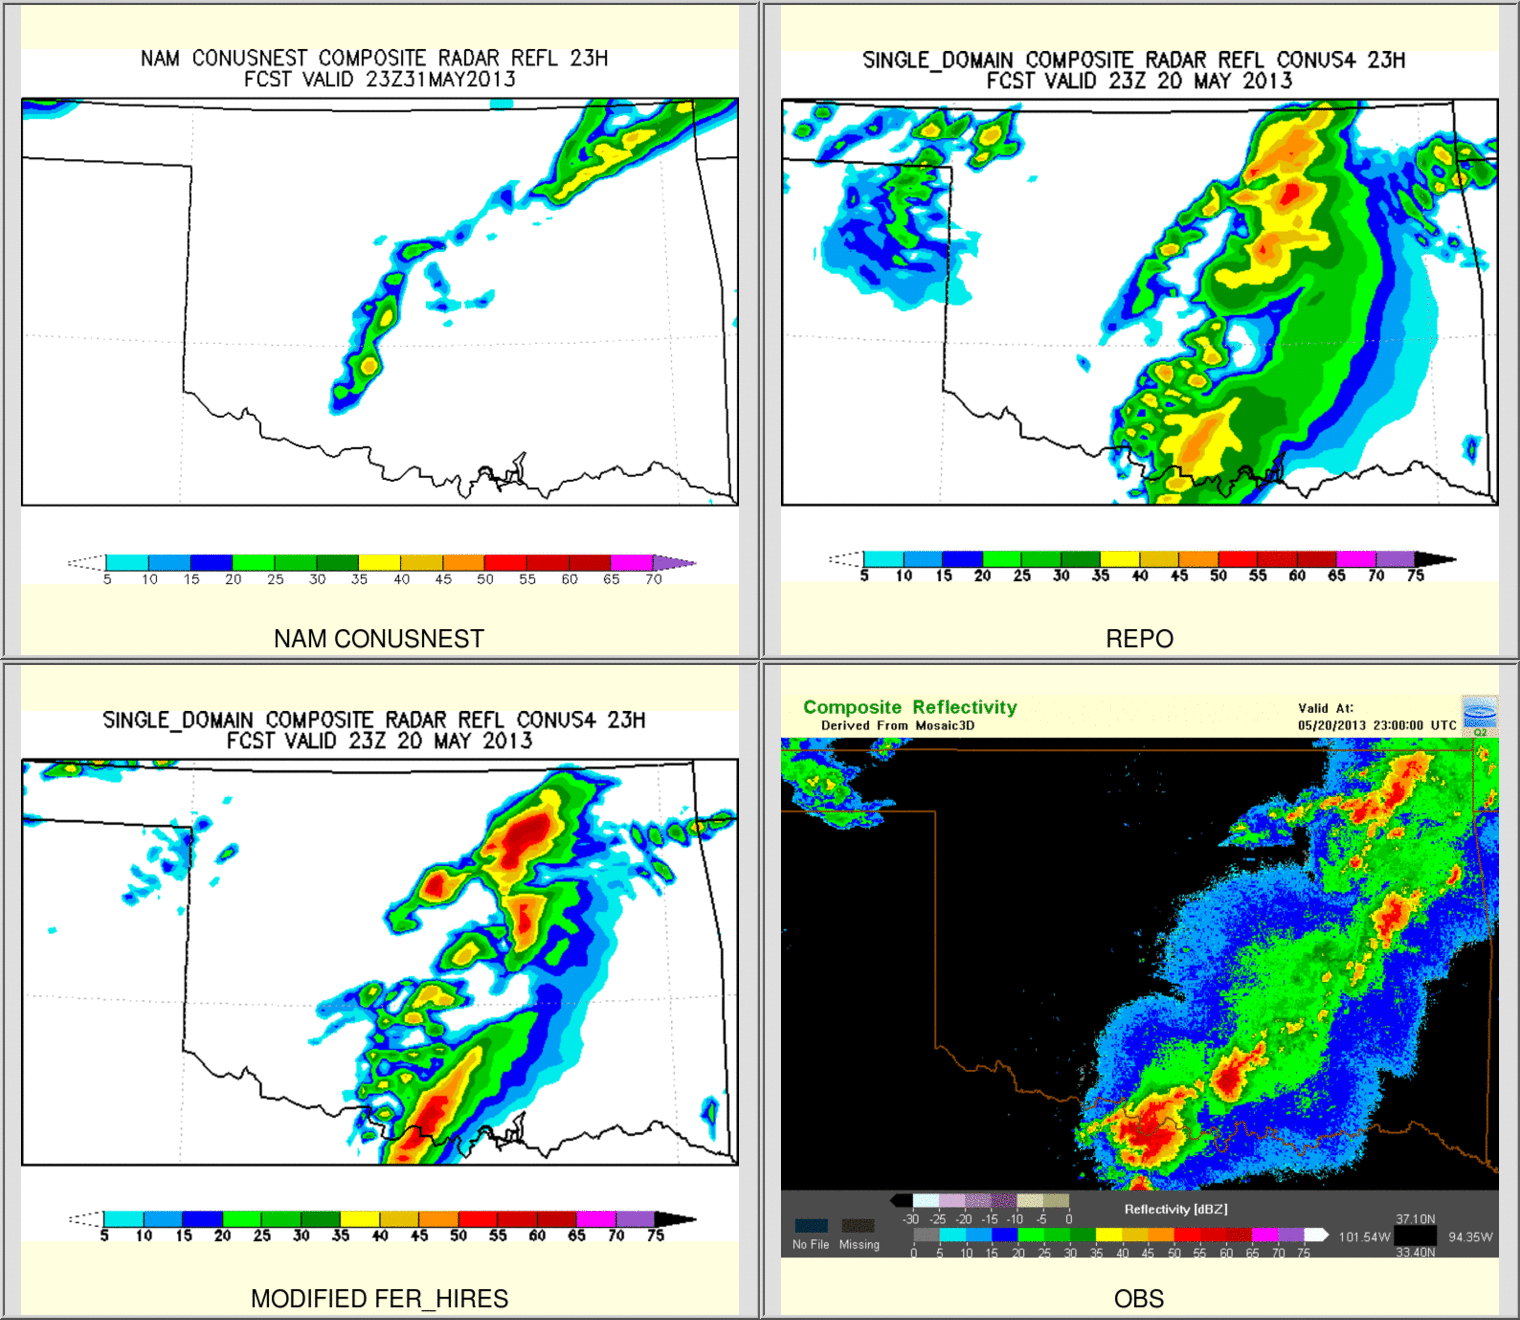 NAM CONUSNEST COMPOSITE RADAR REFL 23H
FCST VALID 23Z31MAY2013
5 10 15 20 25 30 35 40 45 50 55 60 65 70
NAM CONUSNEST
SINGLE_DOMAIN COMPOSITE RADAR REFL CONUS4 23H
FCST VALID 23Z 20 MAY 2013
5 10 15 20 25 30 35 40 45 50 55 60 65 70 75
REPO
SINGLE_DOMAIN COMPOSITE RADAR REFL CONUS4 23H
FCST VALID 23Z 20 MAY 2013
5 10 15 20 25 30 35 40 45 50 55 60 65 70 75
MODIFIED FER_HIRES
Composite Reflectivity
Derived From Mosaic3D
Valid At:
05/20/2013 23:00:00 UTC
Q2
-30 -25 -20 -15 -10 -5 0
Reflectivity [dBZ]
No File Missing
0 5 10 15 20 25 30 35 40 45 50 55 60 65 70 75
37.10N
101.54W 94.35W
33.40N
OBS